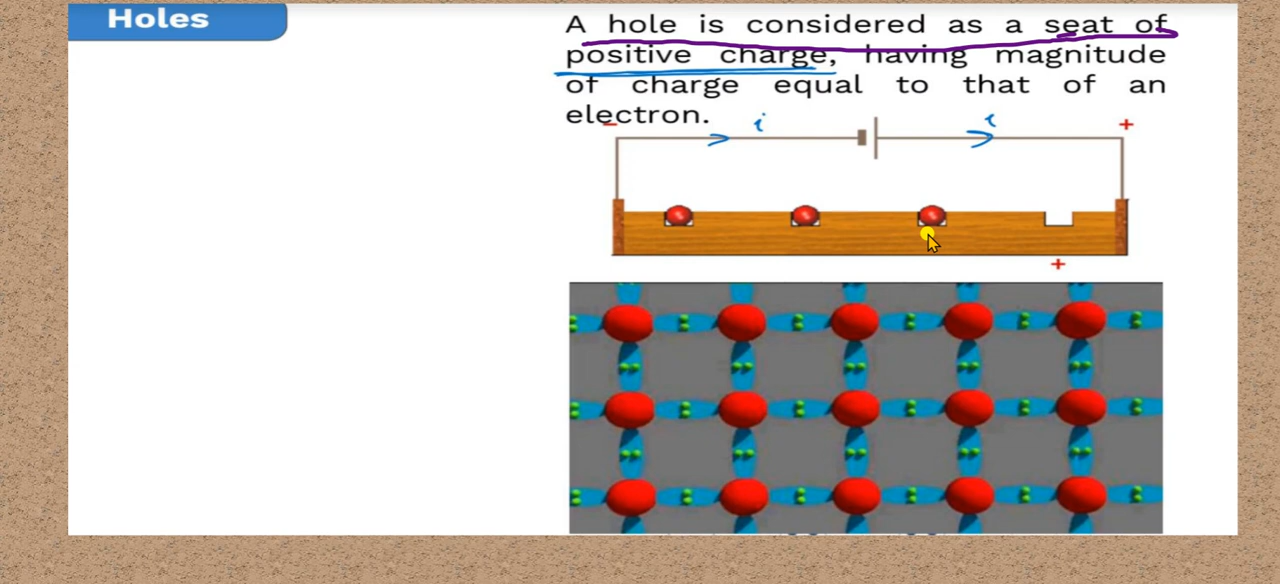 Holes
A hole is considered as a seat of
positive charge, having magnitude
of charge equal to that of an
electron.
- i i +
+